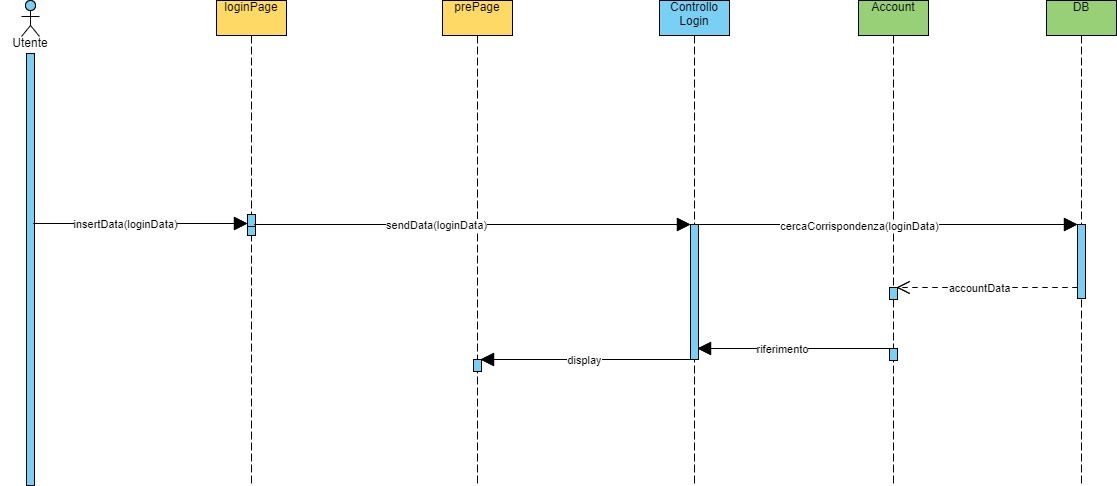 Utente
loginPage
prePage
Controllo
Login
Account
DB
insertData(loginData)
sendData(loginData)
cercaCorrispondenza(loginData)
accountData
riferimento
display